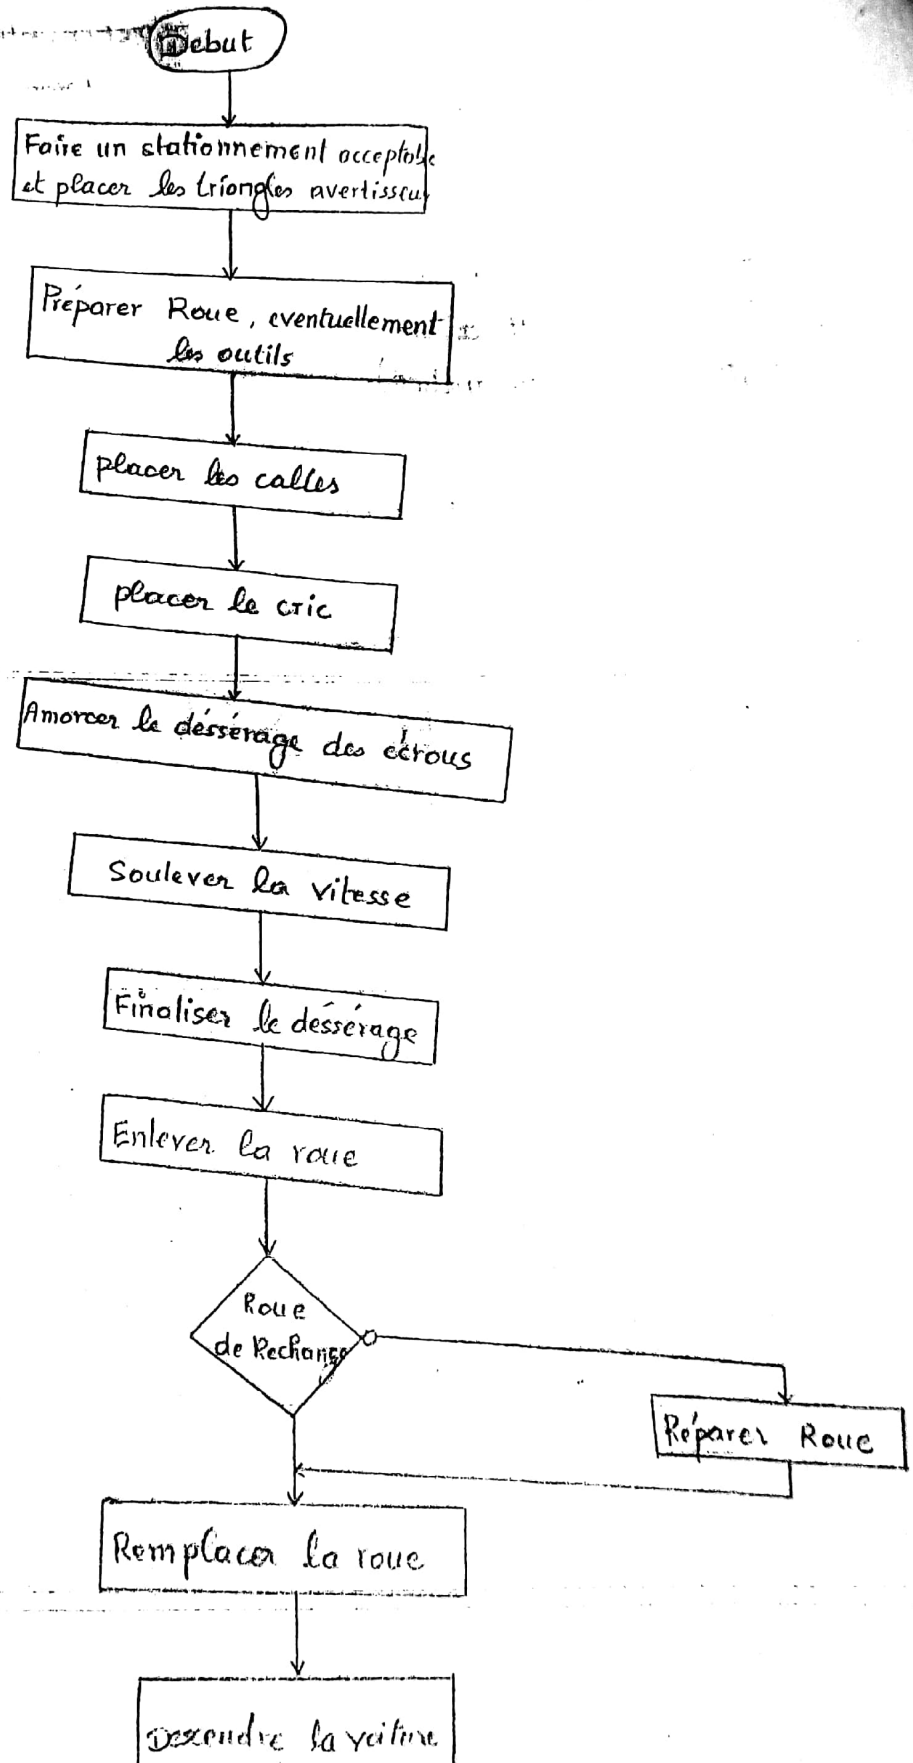 Debut
Faire un stationnement acceptable
et placer les triangles avertisseur
Préparer Roue, eventuellement
les outils
placer les calles
placer le cric
Amorcer le déssérage des écrous
Soulever la vitesse
Finaliser le déssérage
Enlever la roue
Roue
de Rechange
Réparer Roue
Remplacer la roue
Descendre la voiture